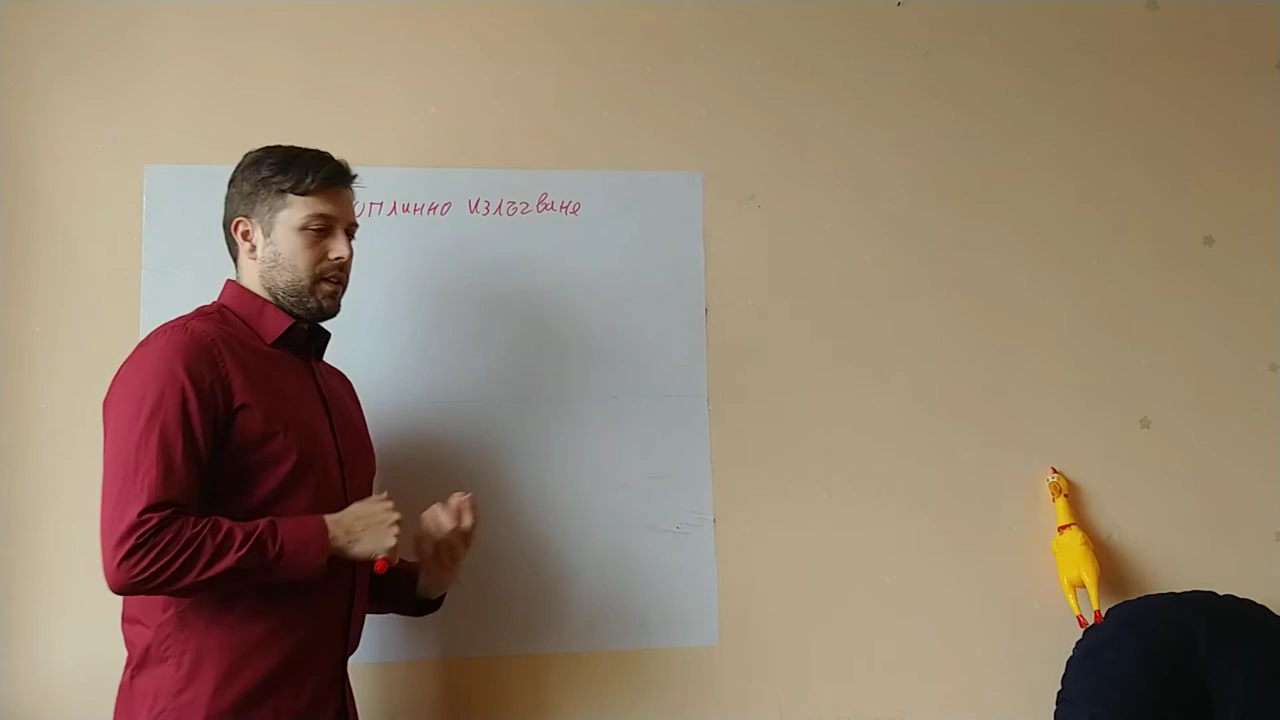 оплинно излъчване